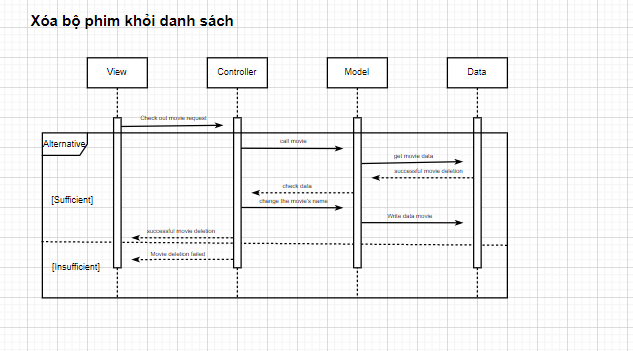 Xóa bộ phim khỏi danh sách
View
Controller
Model
Data
Check out movie request
Alternative
call movie
get movie data
successful movie deletion
check data
[Sufficient]
change the movie's name
Write data movie
successful movie deletion
Movie deletion failed
[Insufficient]